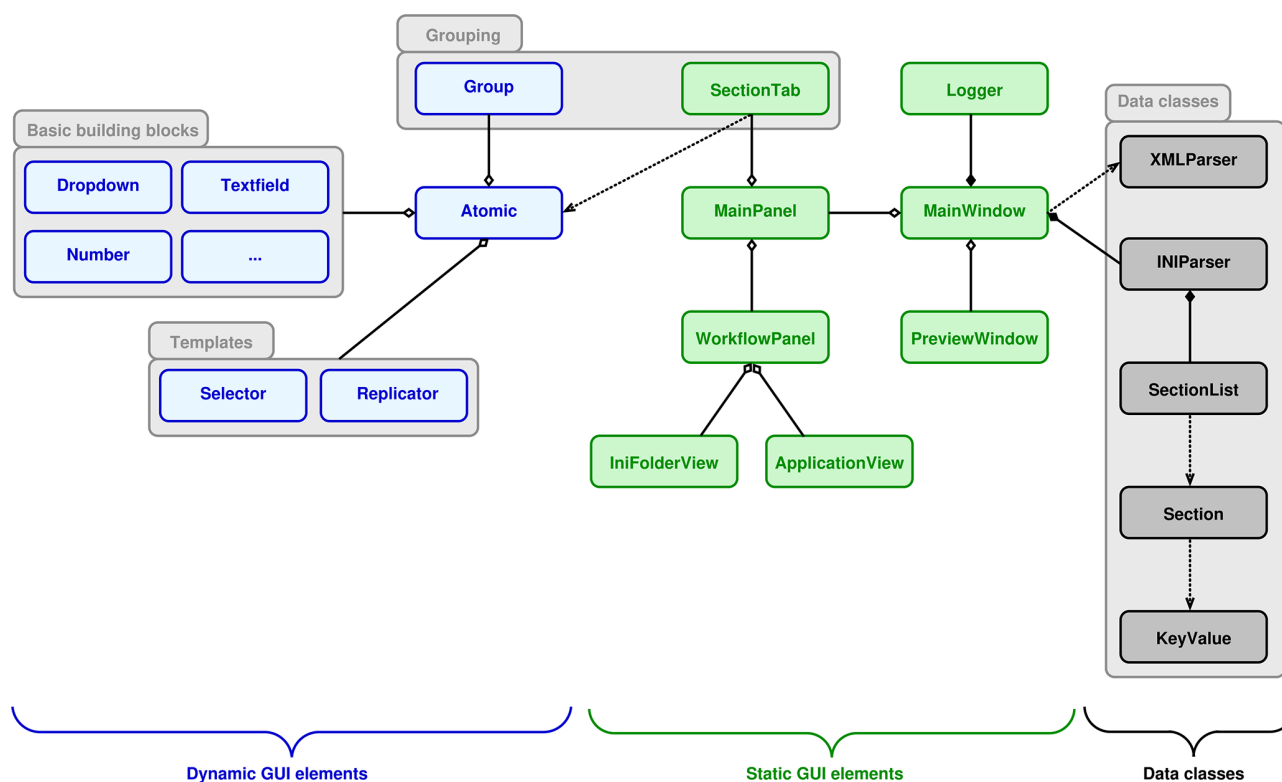 Grouping
Group
SectionTab
Logger
Data classes
Basic building blocks
XMLParser
Dropdown
Textfield
Atomic
MainPanel
MainWindow
Number
...
INIParser
Templates
WorkflowPanel
PreviewWindow
Selector
Replicator
SectionList
IniFolderView
ApplicationView
Section
KeyValue
Dynamic GUI elements
Static GUI elements
Data classes